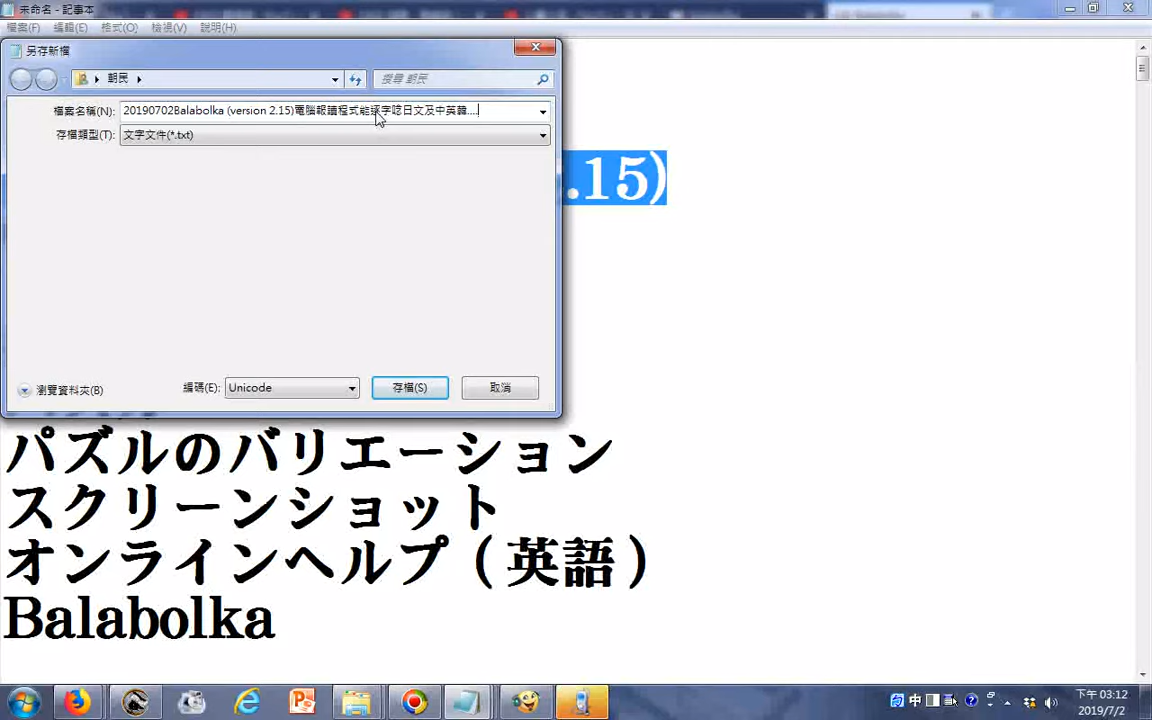 未命名 - 記事本
檔案(F) 編輯(E) 格式(O) 檢視(V) 說明(H)
另存新檔
朝民
搜尋 朝民
檔案名稱(N): 20190702Balabolka (version 2.15)電腦報讀程式能逐字唸日文及中英韓....
存檔類型(T): 文字文件(*.txt)
.15)
瀏覽資料夾(B) 編碼(E): Unicode 存檔(S) 取消
パズルのバリエーション
スクリーンショット
オンラインヘルプ（英語）
Balabolka
中
下午 03:12
2019/7/2